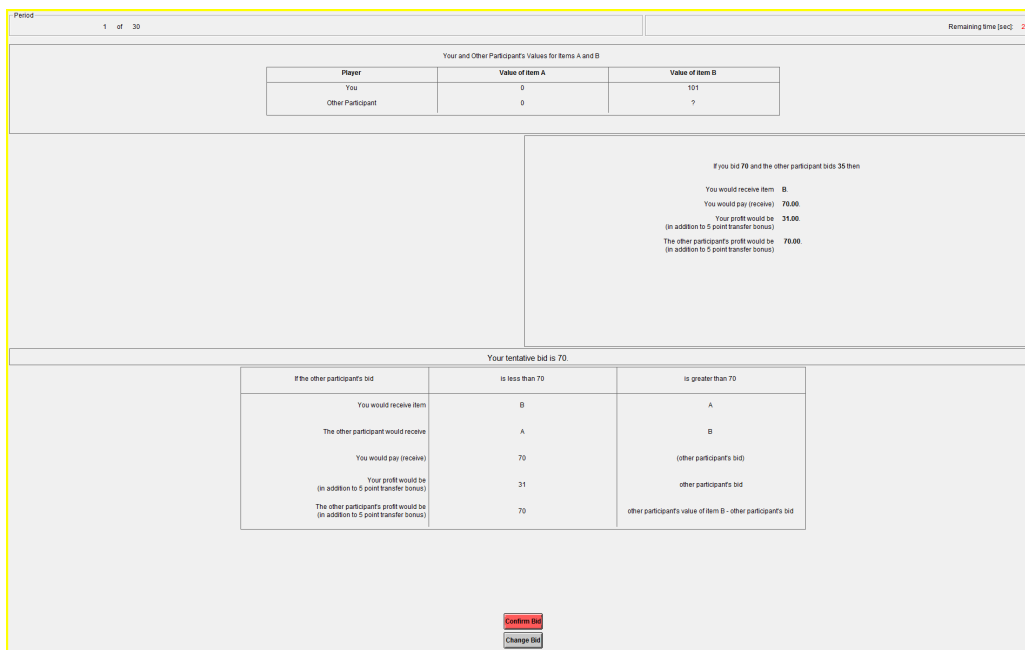 Period
1 of 30
Remaining time [sec]: 2
Your and Other Participant's Values for Items A and B
Player Value of item A Value of item B
You 0 101
Other Participant 0 ?
If you bid 70 and the other participant bids 35 then
You would receive item B.
You would pay (receive) 70.00.
Your profit would be 31.00.
(in addition to 5 point transfer bonus)
The other participant's profit would be 70.00.
(in addition to 5 point transfer bonus)
Your tentative bid is 70.
If the other participant's bid is less than 70 is greater than 70
You would receive item B A
The other participant would receive A B
You would pay (receive) 70 (other participant's bid)
Your profit would be 31 other participant's bid
(in addition to 5 point transfer bonus)
The other participant's profit would be 70 other participant's value of item B - other participant's bid
(in addition to 5 point transfer bonus)
Confirm Bid
Change Bid